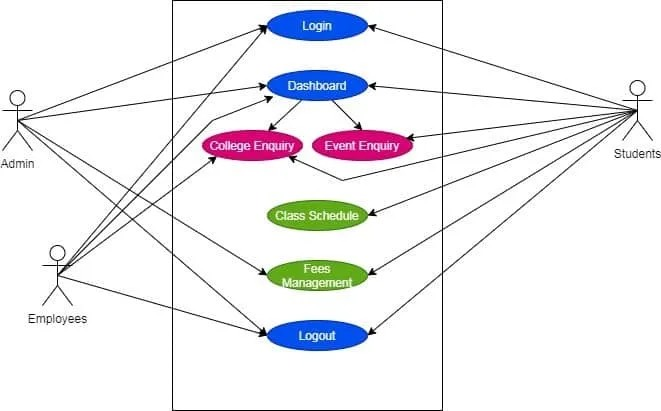 Login
Dashboard
College Enquiry
Event Enquiry
Admin
Students
Class Schedule
Fees
Management
Employees
Logout